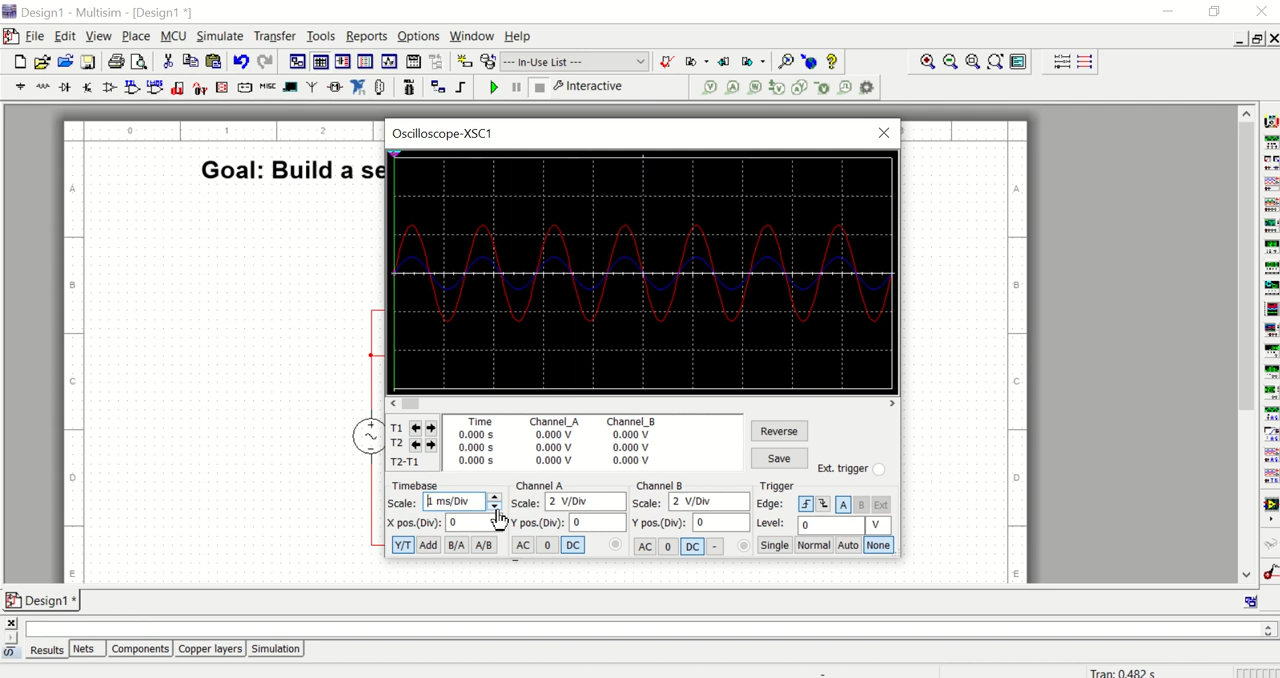 Design1 - Multisim - [Design1 *]
File Edit View Place MCU Simulate Transfer Tools Reports Options Window Help
--- In-Use List ---
MISC Interactive
0 1 2
Goal: Build a se
Oscilloscope-XSC1
A A
B B
C C
D D
E E
Time Channel_A Channel_B
T1 0.000 s 0.000 V 0.000 V
T2 0.000 s 0.000 V 0.000 V
T2-T1 0.000 s 0.000 V 0.000 V
Reverse
Save
Ext. trigger
Timebase Channel A Channel B Trigger
Scale: 1 ms/Div Scale: 2 V/Div Scale: 2 V/Div Edge: A B Ext
X pos.(Div): 0 Y pos.(Div): 0 Y pos.(Div): 0 Level: 0 V
Y/T Add B/A A/B AC 0 DC AC 0 DC - Single Normal Auto None
Design1 *
Results Nets Components Copper layers Simulation
- Tran: 0.482 s